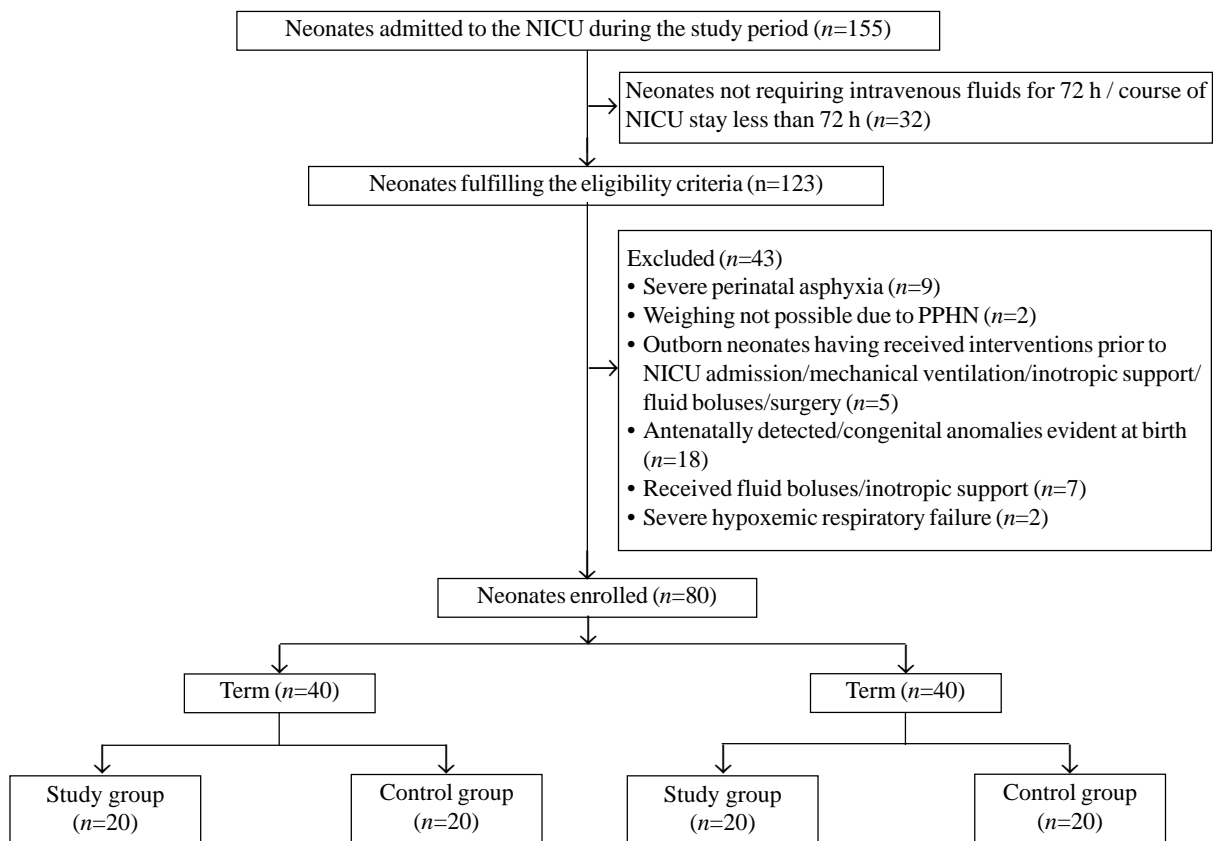 Neonates admitted to the NICU during the study period (n=155)
Neonates not requiring intravenous fluids for 72 h / course of
NICU stay less than 72 h (n=32)
Neonates fulfilling the eligibility criteria (n=123)
Excluded (n=43)
• Severe perinatal asphyxia (n=9)
• Weighing not possible due to PPHN (n=2)
• Outborn neonates having received interventions prior to
NICU admission/mechanical ventilation/inotropic support/
fluid boluses/surgery (n=5)
• Antenatally detected/congenital anomalies evident at birth
(n=18)
• Received fluid boluses/inotropic support (n=7)
• Severe hypoxemic respiratory failure (n=2)
Neonates enrolled (n=80)
Term (n=40)
Term (n=40)
Study group
(n=20)
Control group
(n=20)
Study group
(n=20)
Control group
(n=20)